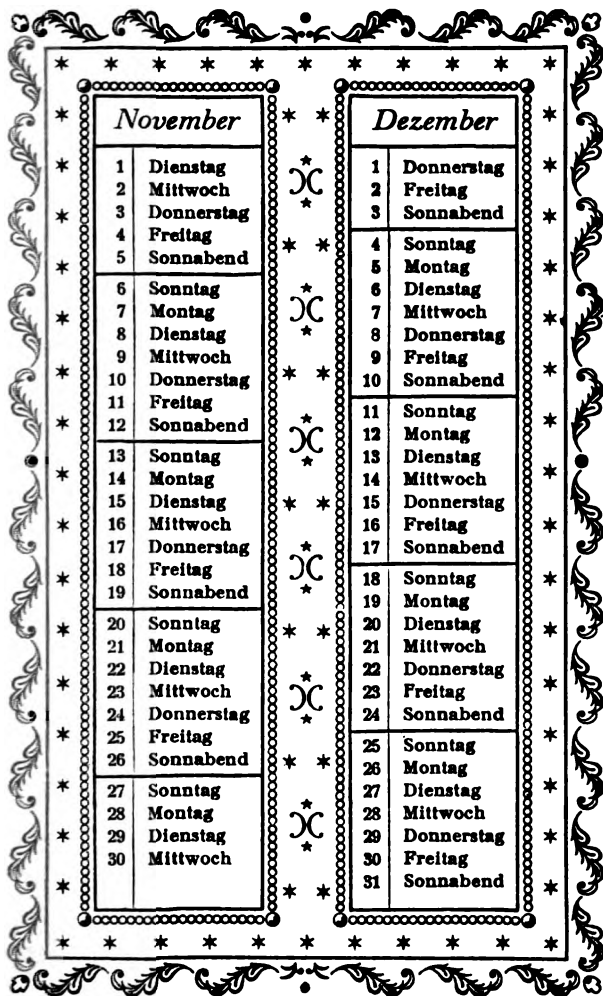 November
1 Dienstag
2 Mittwoch
3 Donnerstag
4 Freitag
5 Sonnabend
6 Sonntag
7 Montag
8 Dienstag
9 Mittwoch
10 Donnerstag
11 Freitag
12 Sonnabend
13 Sonntag
14 Montag
15 Dienstag
16 Mittwoch
17 Donnerstag
18 Freitag
19 Sonnabend
20 Sonntag
21 Montag
22 Dienstag
23 Mittwoch
24 Donnerstag
25 Freitag
26 Sonnabend
27 Sonntag
28 Montag
29 Dienstag
30 Mittwoch
Dezember
1 Donnerstag
2 Freitag
3 Sonnabend
4 Sonntag
5 Montag
6 Dienstag
7 Mittwoch
8 Donnerstag
9 Freitag
10 Sonnabend
11 Sonntag
12 Montag
13 Dienstag
14 Mittwoch
15 Donnerstag
16 Freitag
17 Sonnabend
18 Sonntag
19 Montag
20 Dienstag
21 Mittwoch
22 Donnerstag
23 Freitag
24 Sonnabend
25 Sonntag
26 Montag
27 Dienstag
28 Mittwoch
29 Donnerstag
30 Freitag
31 Sonnabend